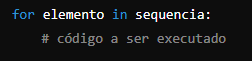 for elemento in sequencia:
    # código a ser executado